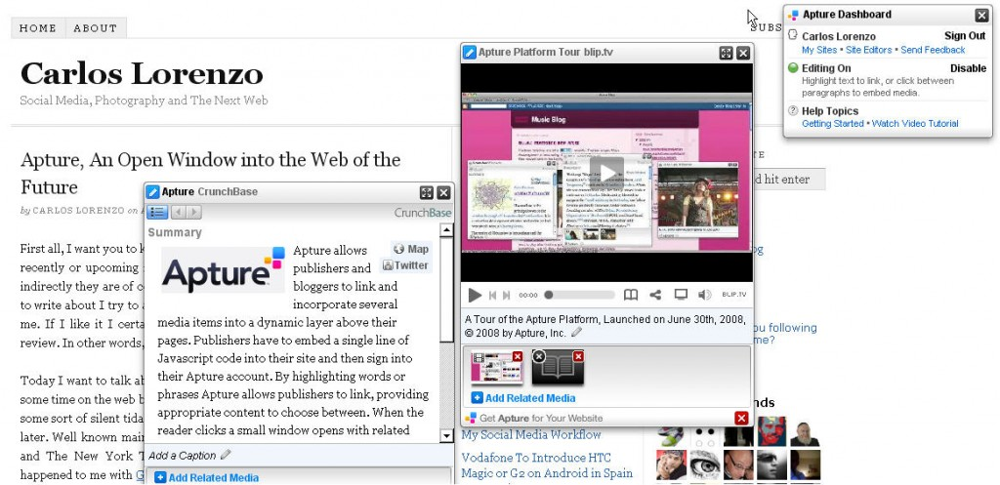 HOME ABOUT
Carlos Lorenzo
Social Media, Photography and The Next Web
Apture, An Open Window into the Web of the
Future
by CARLOS LORENZO on
First all, I want you to k
recently or upcoming
indirectly they are of c
to write about I try to
me. If I like it I certa
review. In other words,
Today I want to talk ab
some time on the web b
some sort of silent tida
later. Well known main
and The New York T
happened to me with G
Apture CrunchBase
CrunchBase
Summary
Map
Twitter
Apture
Apture allows
publishers and
bloggers to link and
incorporate several
media items into a dynamic layer above their
pages. Publishers have to embed a single line of
Javascript code into their site and then sign into
their Apture account. By highlighting words or
phrases Apture allows publishers to link, providing
appropriate content to choose between. When the
reader clicks a small window opens with related
Add a Caption
Add Related Media
Apture Platform Tour blip.tv
Music Blog
00:00
BLIP.TV
A Tour of the Apture Platform, Launched on June 30th, 2008,
© 2008 by Apture, Inc.
Add Related Media
Get Apture for Your Website
My Social Media Workflow
Vodafone To Introduce HTC
Magic or G2 on Android in Spain
SUBS
Apture Dashboard
Carlos Lorenzo Sign Out
My Sites • Site Editors • Send Feedback
Editing On Disable
Highlight text to link, or click between
paragraphs to embed media.
Help Topics
Getting Started • Watch Video Tutorial
TE
d hit enter
og
ou following
me?
nds